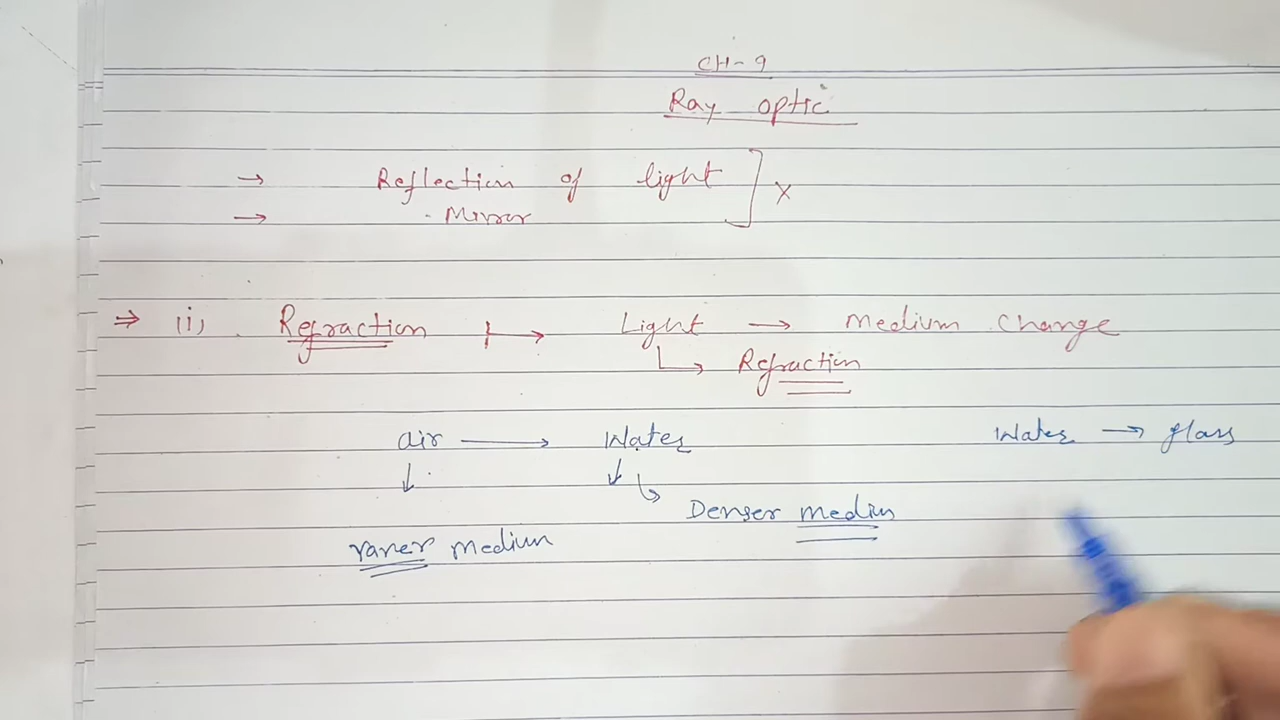 CH-9
Ray optic
→ Reflection of light ] X
→ - Mirror
⇒ (i). Refraction ↦ Light → medium change
↳ Refraction
air → Water Water → glass
↓ ↓ ↳
Denser medium
rarer medium